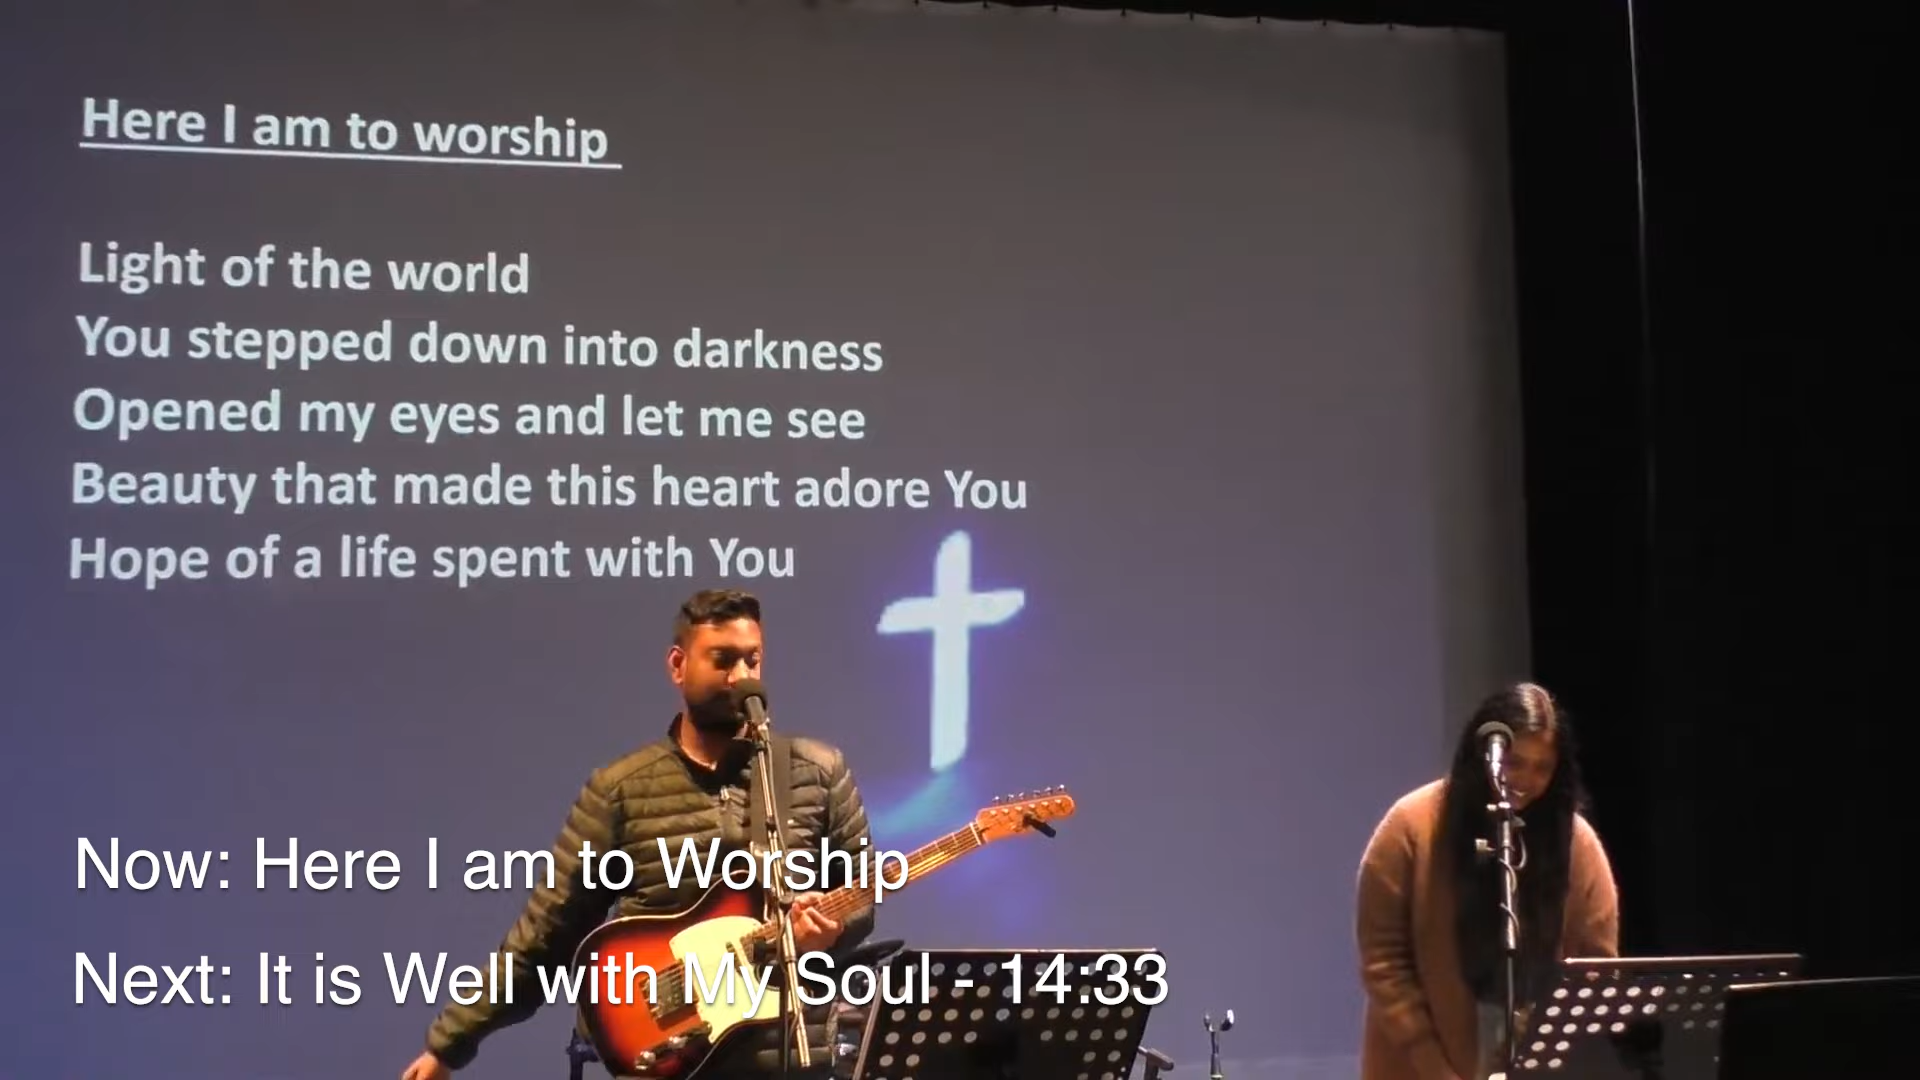 Here I am to worship
Light of the world
You stepped down into darkness
Opened my eyes and let me see
Beauty that made this heart adore You
Hope of a life spent with You
Now: Here I am to Worship
Next: It is Well with My Soul - 14:33